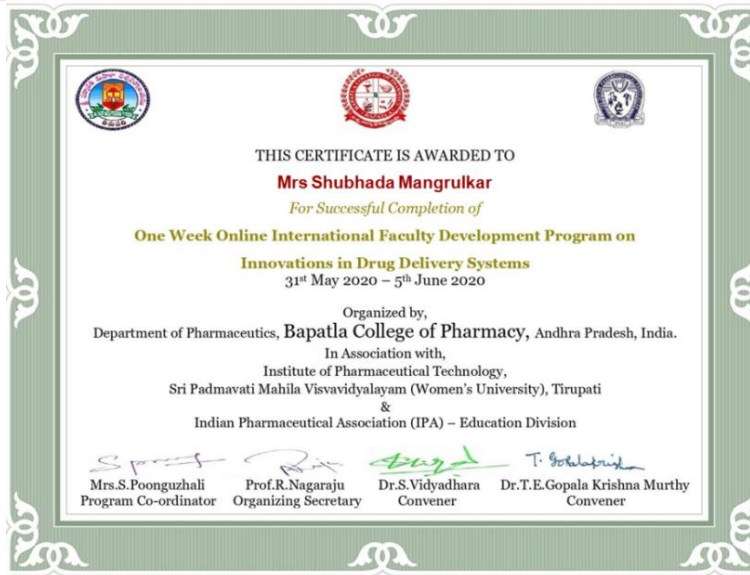 THIS CERTIFICATE IS AWARDED TO
Mrs Shubhada Mangrulkar
For Successful Completion of
One Week Online International Faculty Development Program on
Innovations in Drug Delivery Systems
31st May 2020 – 5th June 2020
Organized by,
Department of Pharmaceutics, Bapatla College of Pharmacy, Andhra Pradesh, India.
In Association with,
Institute of Pharmaceutical Technology,
Sri Padmavati Mahila Visvavidyalayam (Women's University), Tirupati
&
Indian Pharmaceutical Association (IPA) – Education Division
Mrs.S.Poonguzhali Prof.R.Nagaraju Dr.S.Vidyadhara Dr.T.E.Gopala Krishna Murthy
Program Co-ordinator Organizing Secretary Convener Convener